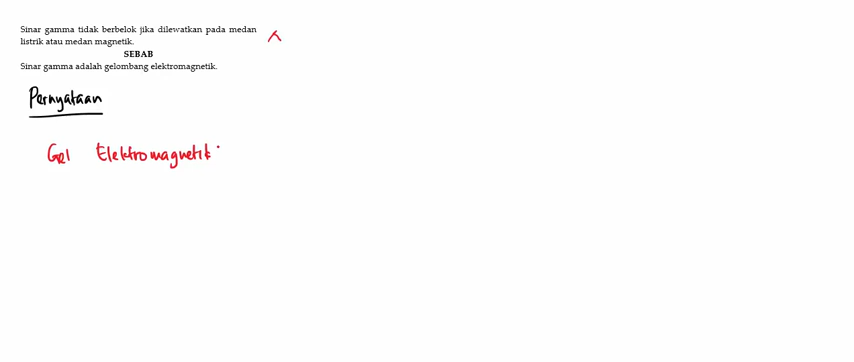 Sinar gamma tidak berbelok jika dilewatkan pada medan
listrik atau medan magnetik.
SEBAB
Sinar gamma adalah gelombang elektromagnetik.
Pernyataan
Gel Elektromagnetik